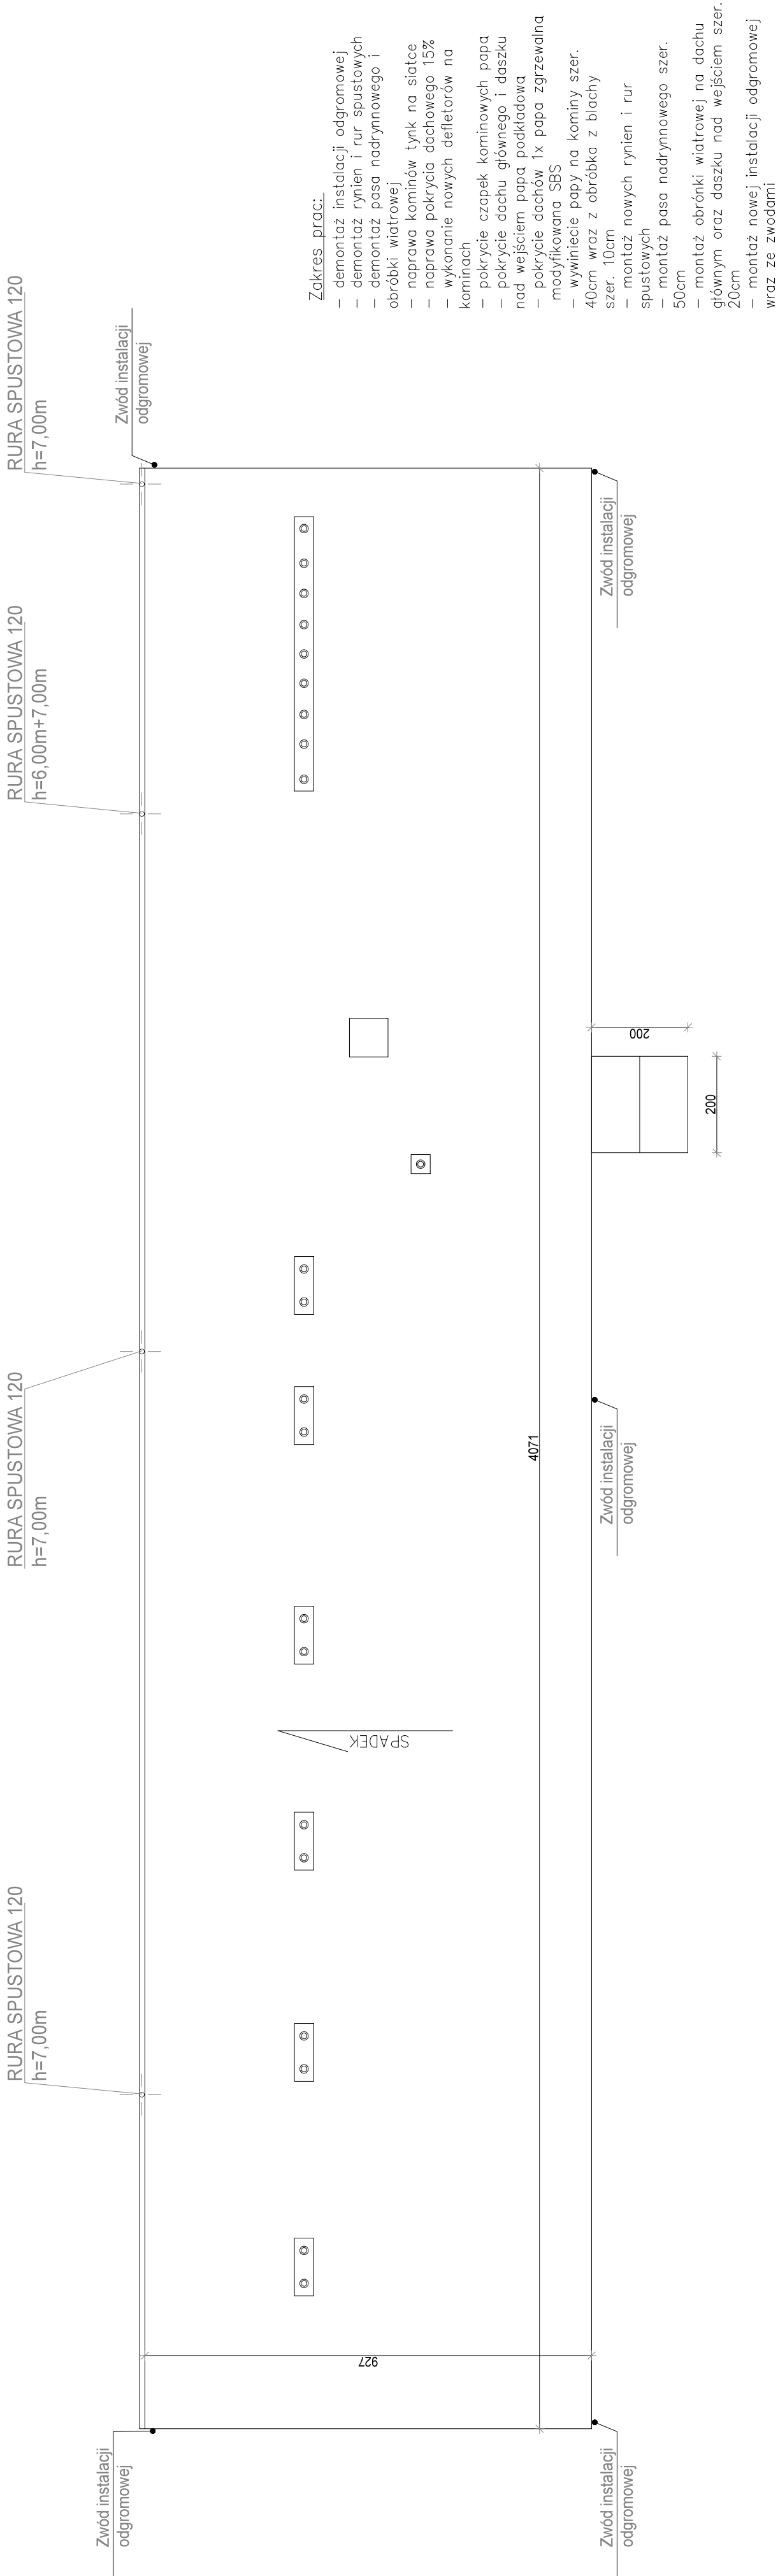 RURA SPUSTOWA 120
h=7,00m
RURA SPUSTOWA 120
h=7,00m
RURA SPUSTOWA 120
h=6,00m+7,00m
RURA SPUSTOWA 120
h=7,00m
Zwód instalacji
odgromowej
Zwód instalacji
odgromowej
SPADEK
927
4071
200
200
Zwód instalacji
odgromowej
Zwód instalacji
odgromowej
Zwód instalacji
odgromowej
Zakres prac:
– demontaż instalacji odgromowej
– demontaż rynien i rur spustowych
– demontaż pasa nadrynnowego i
obróbki wiatrowej
– naprawa kominów tynk na siatce
– naprawa pokrycia dachowego 15%
– wykonanie nowych defletorów na
kominach
– pokrycie czapek kominowych papą
– pokrycie dachu głównego i daszku
nad wejściem papą podkładową
– pokrycie dachów 1x papa zgrzewalną
modyfikowana SBS
– wywiniecie papy na kominy szer.
40cm wraz z obróbka z blachy
szer. 10cm
– montaż nowych rynien i rur
spustowych
– montaż pasa nadrynnowego szer.
50cm
– montaż obrónki wiatrowej na dachu
głównym oraz daszku nad wejściem szer.
20cm
– montaż nowej instalacji odgromowej
wraz ze zwodami